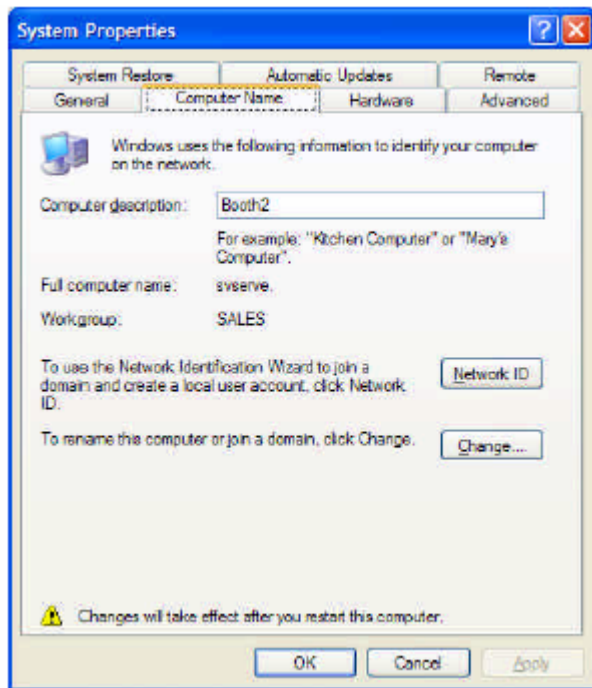 System Properties
System Restore Automatic Updates Remote
General Computer Name Hardware Advanced
Windows uses the following information to identify your computer
on the network.
Computer description: Booth2
For example: "Kitchen Computer" or "Mary's
Computer".
Full computer name: svserve.
Workgroup: SALES
To use the Network Identification Wizard to join a
domain and create a local user account, click Network
ID.
Network ID
To rename this computer or join a domain, click Change.
Change...
Changes will take effect after you restart this computer.
OK Cancel Apply